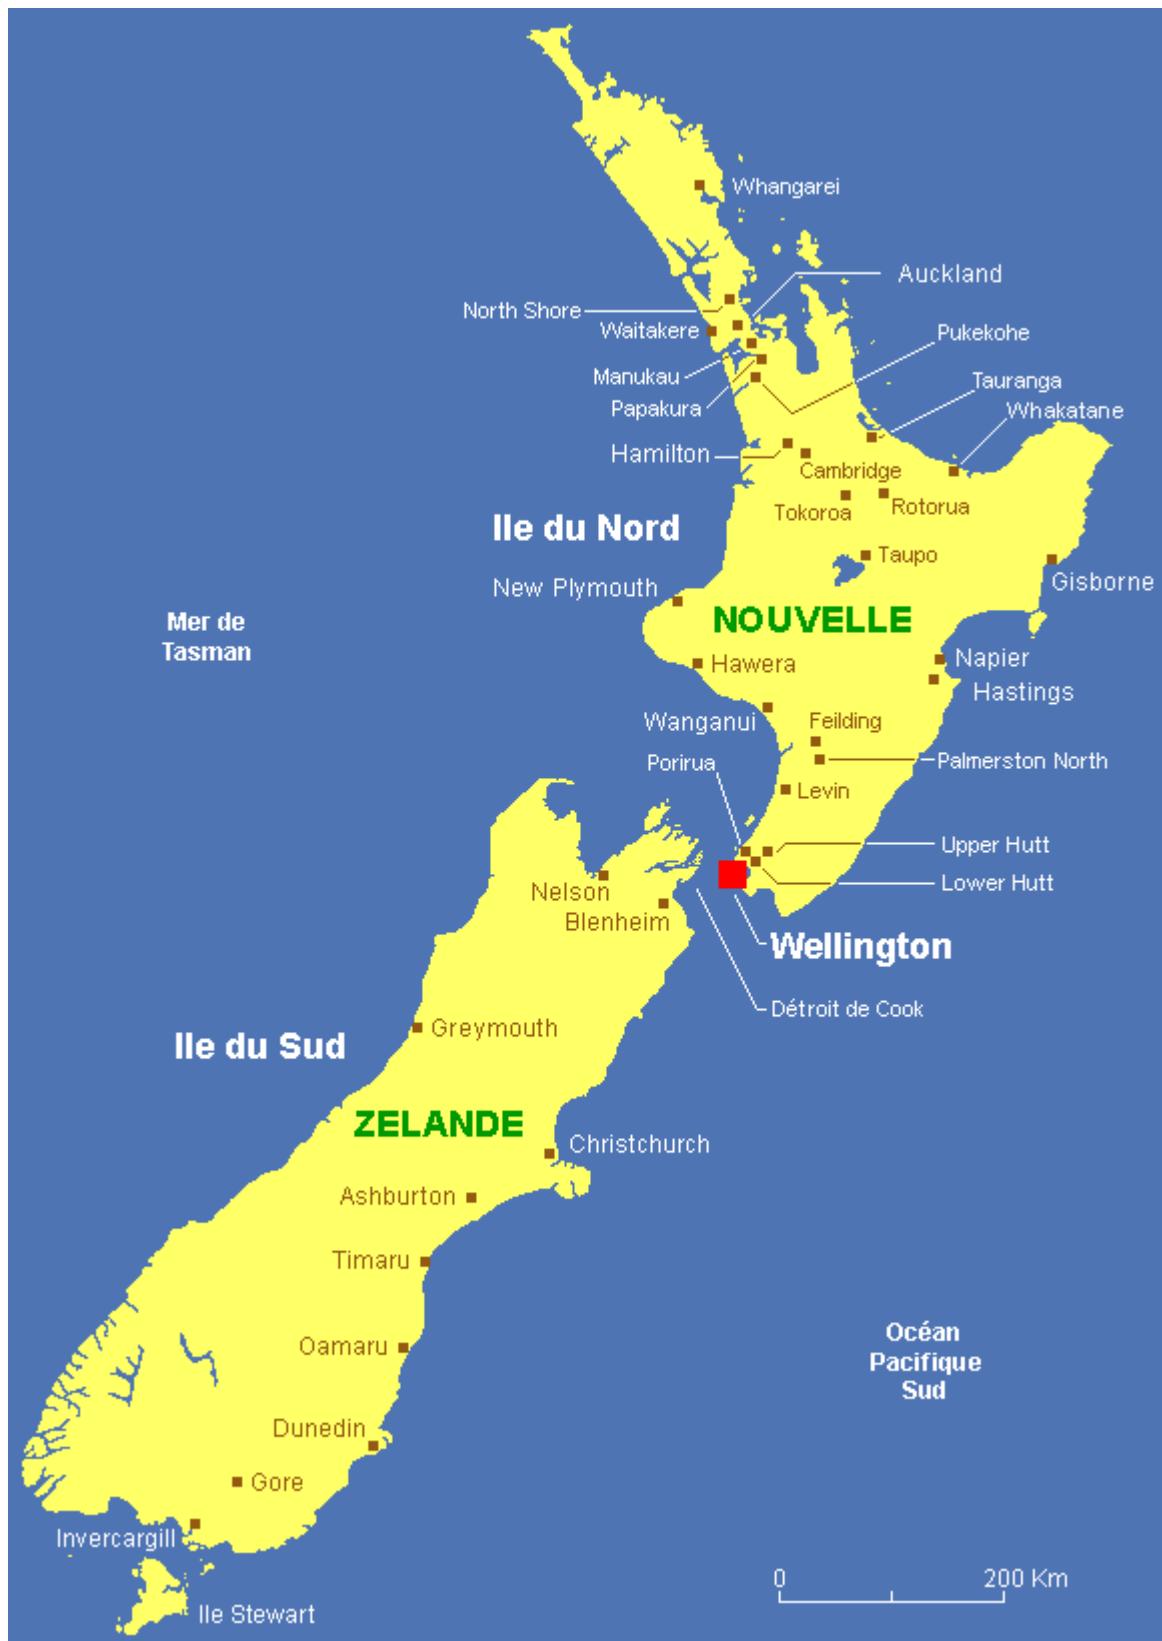 Whangarei
Auckland
North Shore
Waitakere
Pukekohe
Manukau
Tauranga
Papakura
Whakatane
Hamilton
Cambridge
Tokoroa
Rotorua
Ile du Nord
Taupo
Gisborne
New Plymouth
NOUVELLE
Mer de
Tasman
Hawera
Napier
Hastings
Wanganui
Feilding
Porirua
Palmerston North
Levin
Upper Hutt
Lower Hutt
Nelson
Blenheim
Wellington
Détroit de Cook
Greymouth
Ile du Sud
ZELANDE
Christchurch
Ashburton
Timaru
Océan
Pacifique
Sud
Oamaru
Dunedin
Gore
Invercargill
0 200 Km
Ile Stewart